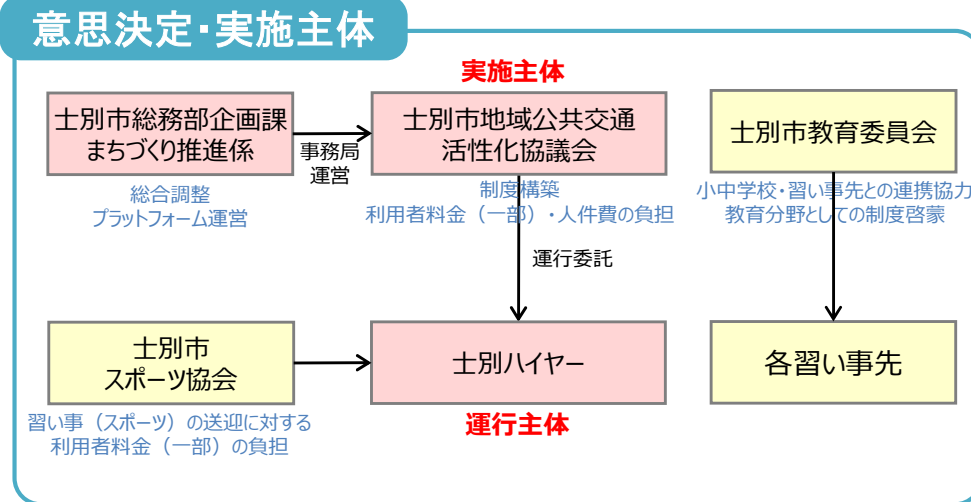 意思決定・実施主体
実施主体
士別市総務部企画課
まちづくり推進係
事務局
運営
士別市地域公共交通
活性化協議会
士別市教育委員会
総合調整
プラットフォーム運営
制度構築
利用者料金（一部）・人件費の負担
小中学校・習い事先との連携協力
教育分野としての制度啓蒙
運行委託
士別市
スポーツ協会
士別ハイヤー
各習い事先
習い事（スポーツ）の送迎に対する
利用者料金（一部）の負担
運行主体